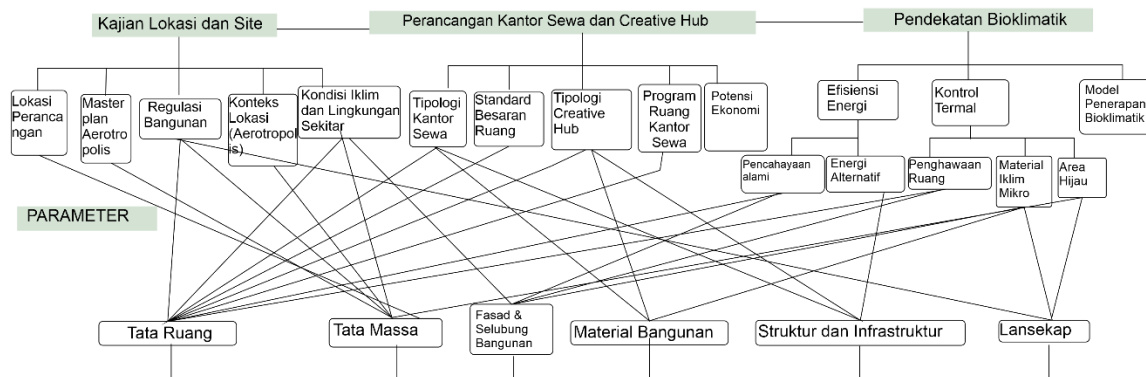 Kajian Lokasi dan Site
Perancangan Kantor Sewa dan Creative Hub
Pendekatan Bioklimatik
Lokasi
Peranca
ngan
Master
plan
Aerotro
polis
Regulasi
Bangunan
Konteks
Lokasi
(Aerotropol
is)
Kondisi Iklim
dan Lingkungan
Sekitar
Tipologi
Kantor
Sewa
Standard
Besaran
Ruang
Tipologi
Creative
Hub
Program
Ruang
Kantor
Sewa
Potensi
Ekonomi
Efisiensi
Energi
Kontrol
Termal
Model
Penerapan
Bioklimatik
Pencahayaan
alami
Energi
Alternatif
Penghawaan
Ruang
Material
Iklim
Mikro
Area
Hijau
PARAMETER
Tata Ruang
Tata Massa
Fasad &
Selubung
Bangunan
Material Bangunan
Struktur dan Infrastruktur
Lansekap